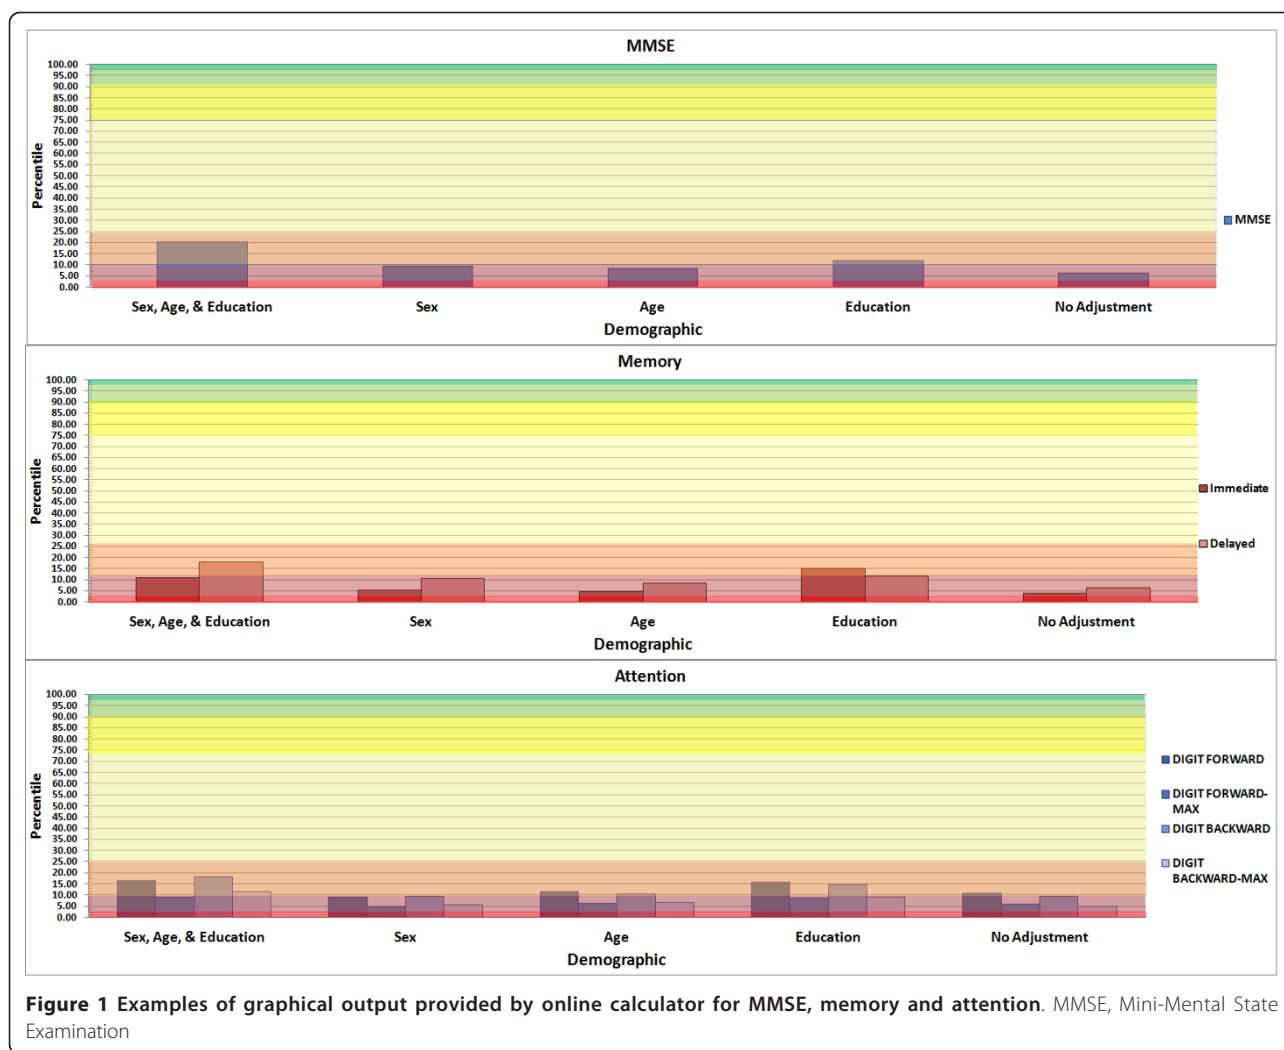 MMSE
100.00
95.00
90.00
85.00
80.00
75.00
70.00
65.00
60.00
55.00
50.00
45.00
40.00
35.00
30.00
25.00
20.00
15.00
10.00
5.00
0.00
Percentile
MMSE
Sex, Age, & Education Sex Age Education No Adjustment
Demographic
Memory
100.00
95.00
90.00
85.00
80.00
75.00
70.00
65.00
60.00
55.00
50.00
45.00
40.00
35.00
30.00
25.00
20.00
15.00
10.00
5.00
0.00
Percentile
Immediate
Delayed
Sex, Age, & Education Sex Age Education No Adjustment
Demographic
Attention
100.00
95.00
90.00
85.00
80.00
75.00
70.00
65.00
60.00
55.00
50.00
45.00
40.00
35.00
30.00
25.00
20.00
15.00
10.00
5.00
0.00
Percentile
DIGIT FORWARD
DIGIT FORWARD-
MAX
DIGIT BACKWARD
DIGIT
BACKWARD-MAX
Sex, Age, & Education Sex Age Education No Adjustment
Demographic
Figure 1 Examples of graphical output provided by online calculator for MMSE, memory and attention. MMSE, Mini-Mental State
Examination